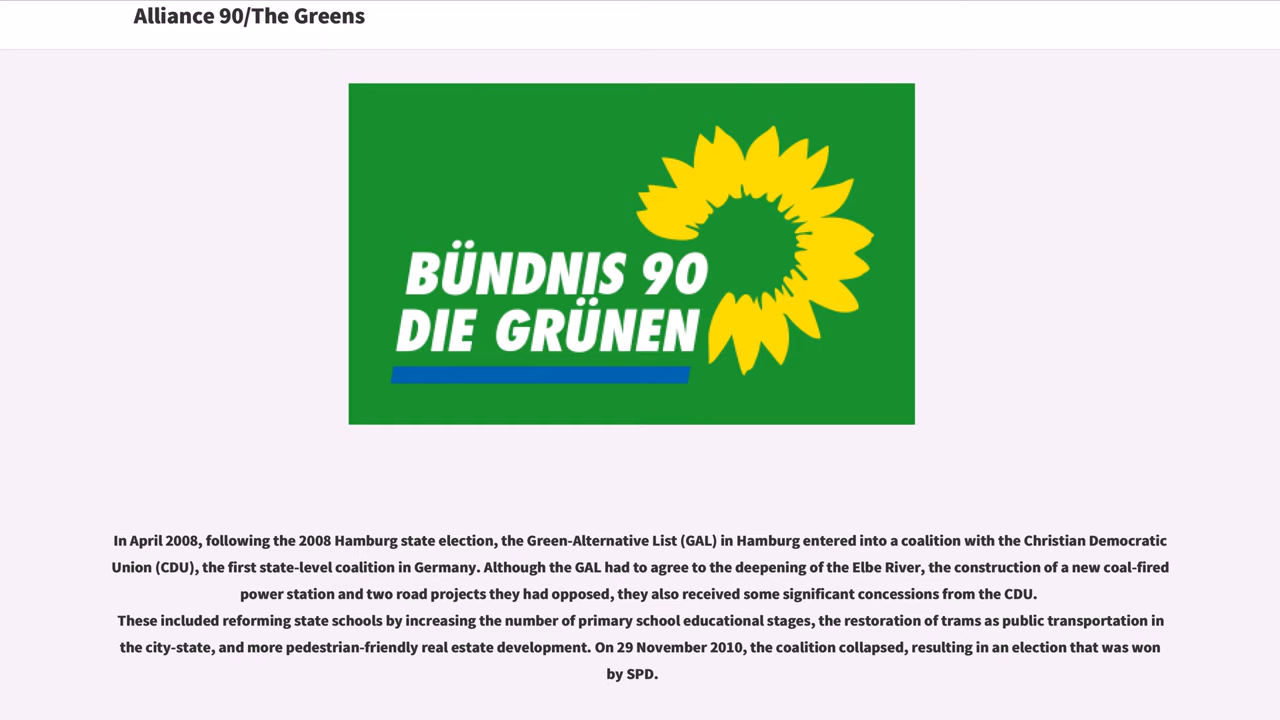 Alliance 90/The Greens
BÜNDNIS 90
DIE GRÜNEN
In April 2008, following the 2008 Hamburg state election, the Green-Alternative List (GAL) in Hamburg entered into a coalition with the Christian Democratic
Union (CDU), the first state-level coalition in Germany. Although the GAL had to agree to the deepening of the Elbe River, the construction of a new coal-fired
power station and two road projects they had opposed, they also received some significant concessions from the CDU.
These included reforming state schools by increasing the number of primary school educational stages, the restoration of trams as public transportation in
the city-state, and more pedestrian-friendly real estate development. On 29 November 2010, the coalition collapsed, resulting in an election that was won
by SPD.